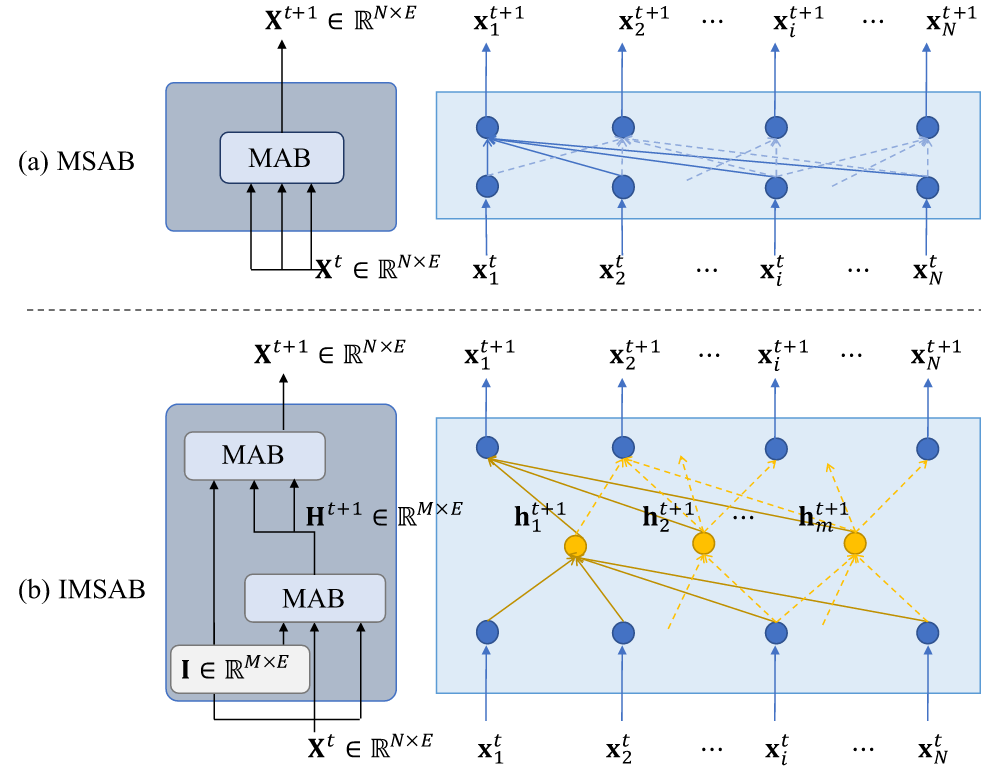 𝐗^{t+1} ∈ ℝ^{N×E}
𝐱_1^{t+1} 𝐱_2^{t+1} ⋯ 𝐱_i^{t+1} ⋯ 𝐱_N^{t+1}
(a) MSAB
MAB
𝐗^t ∈ ℝ^{N×E}
𝐱_1^t 𝐱_2^t ⋯ 𝐱_i^t ⋯ 𝐱_N^t
𝐗^{t+1} ∈ ℝ^{N×E}
𝐱_1^{t+1} 𝐱_2^{t+1} ⋯ 𝐱_i^{t+1} ⋯ 𝐱_N^{t+1}
MAB
𝐇^{t+1} ∈ ℝ^{M×E}
𝐡_1^{t+1} 𝐡_2^{t+1} ⋯ 𝐡_m^{t+1}
(b) IMSAB
MAB
𝐈 ∈ ℝ^{M×E}
𝐗^t ∈ ℝ^{N×E}
𝐱_1^t 𝐱_2^t ⋯ 𝐱_i^t ⋯ 𝐱_N^t